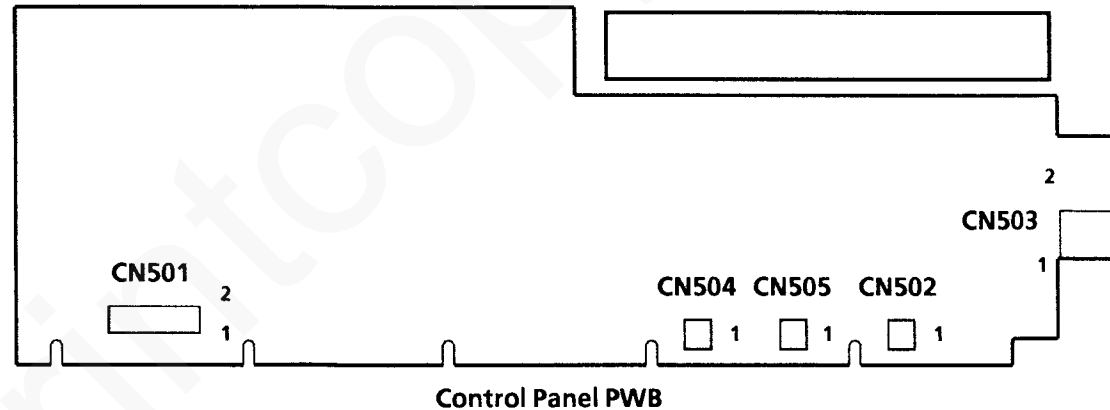 2
CN503
1
CN501
2
1
CN504 CN505 CN502
1 1 1
Control Panel PWB